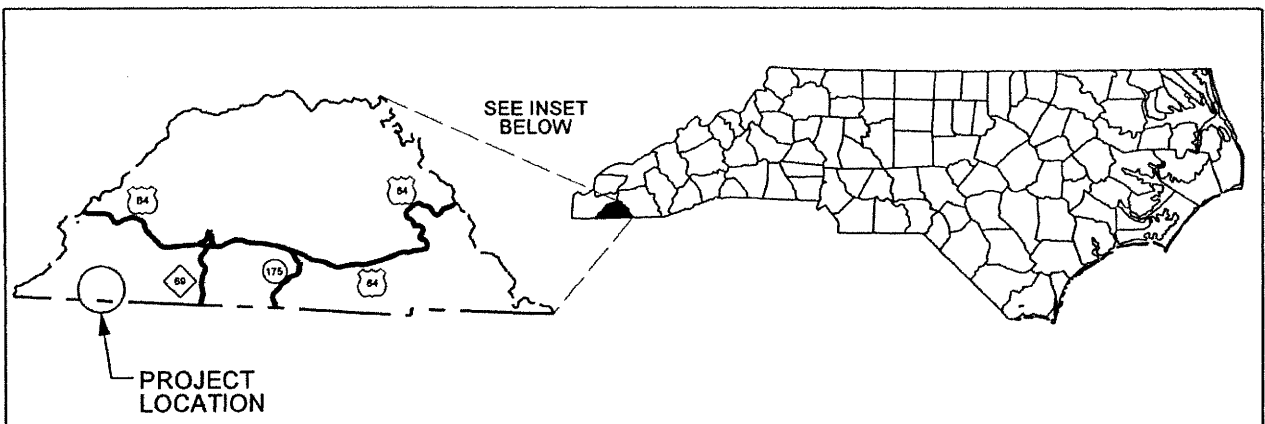 SEE INSET
BELOW
64
64
69
175
64
PROJECT
LOCATION